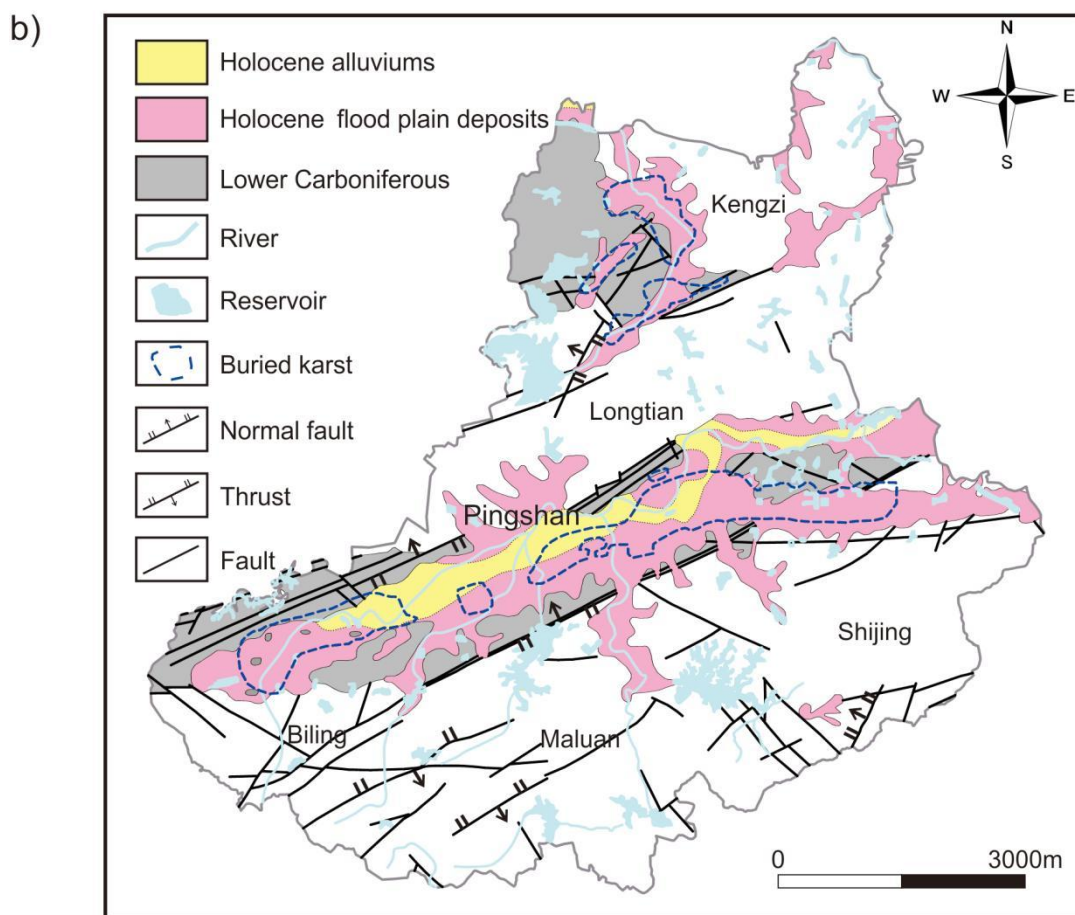 b)
Holocene alluviums
Holocene flood plain deposits
Lower Carboniferous
River
Reservoir
Buried karst
Normal fault
Thrust
Fault
N
W E
S
Kengzi
Longtian
Pingshan
Shijing
Biling
Maluan
0 3000m